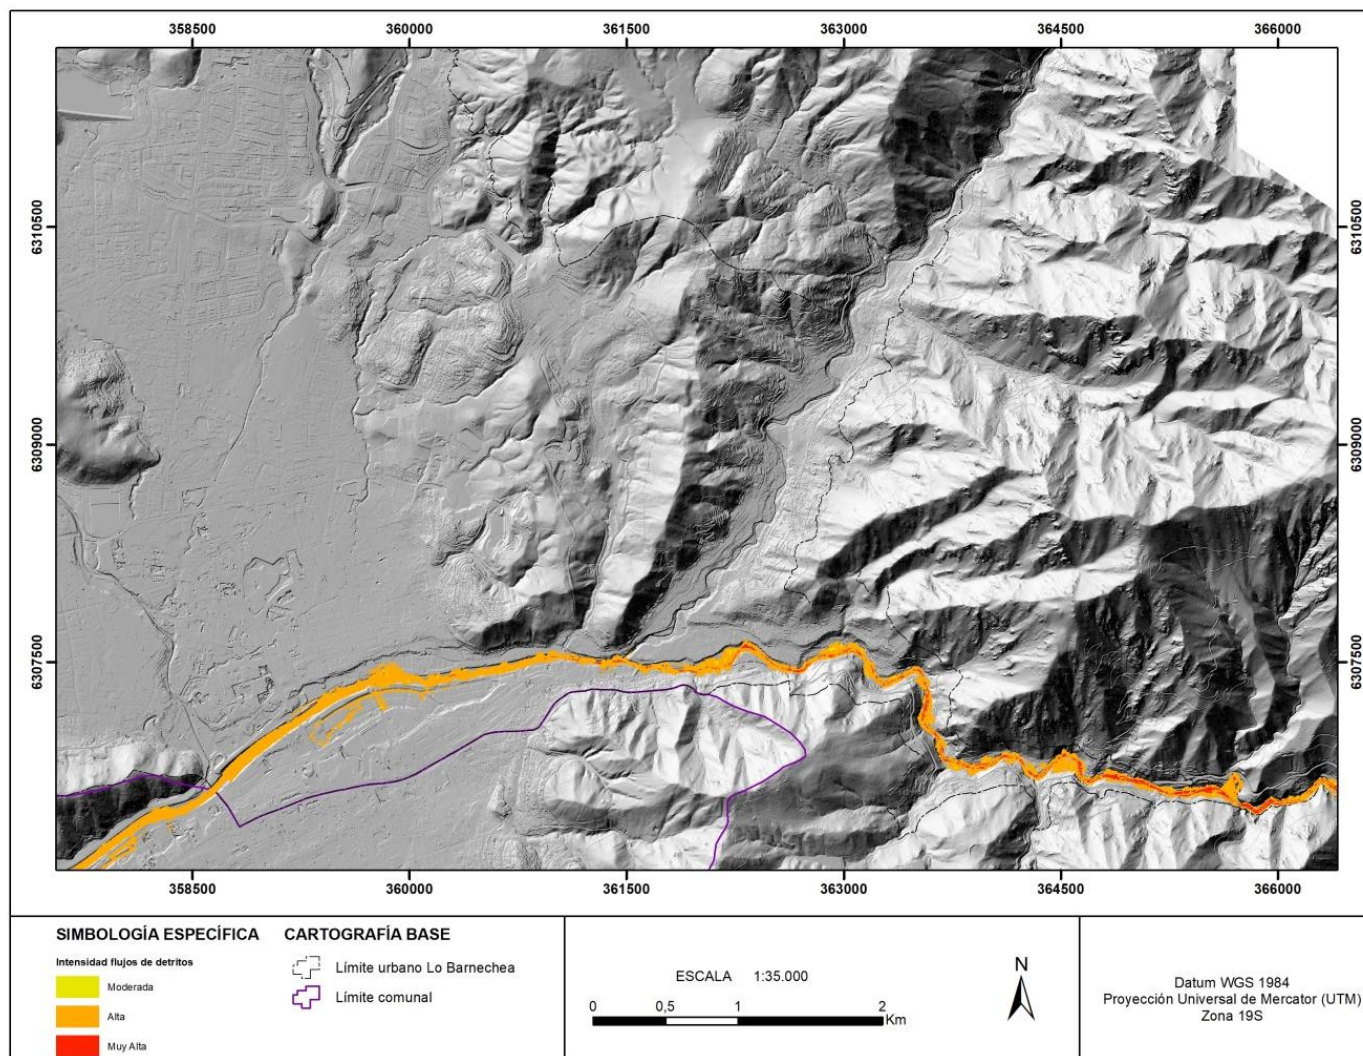 358500 360000 361500 363000 364500 366000
6310500 6310500
6309000 6309000
6307500 6307500
358500 360000 361500 363000 364500 366000
SIMBOLOGÍA ESPECÍFICA
Intensidad flujos de detritos
Moderada
Alta
Muy Alta
CARTOGRAFÍA BASE
Límite urbano Lo Barnechea
Límite comunal
ESCALA 1:35.000
0 0,5 1 2
Km
N
Datum WGS 1984
Proyección Universal de Mercator (UTM)
Zona 19S